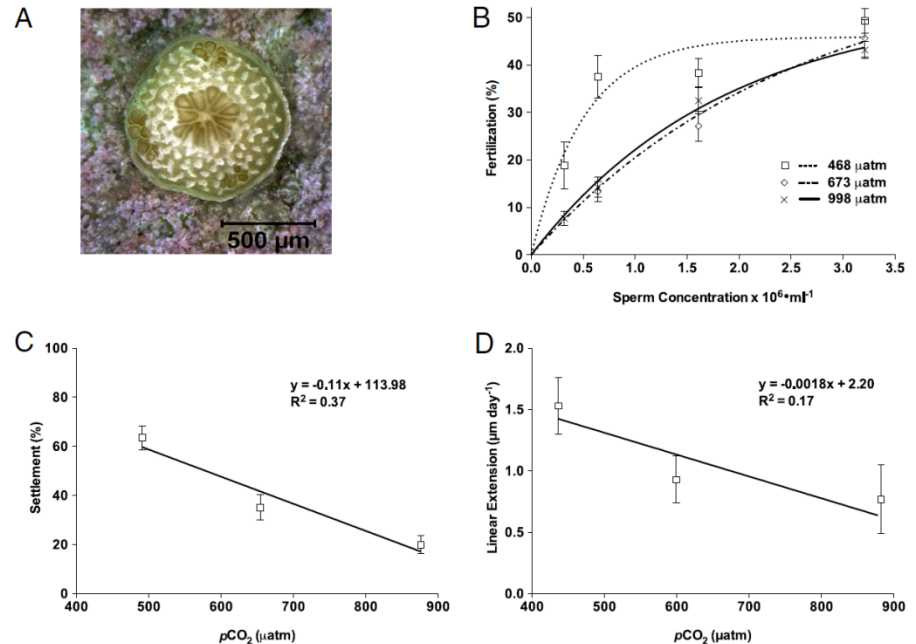 A
500 µm
B
Fertilization (%)
50
40
30
20
10
0
468 µatm
673 µatm
998 µatm
0.0 0.5 1.0 1.5 2.0 2.5 3.0 3.5
Sperm Concentration x 10⁶•ml⁻¹
C
Settlement (%)
100
80
60
40
20
0
y = -0.11x + 113.98
R² = 0.37
400 500 600 700 800 900
pCO₂ (µatm)
D
Linear Extension (µm day⁻¹)
2.0
1.5
1.0
0.5
0.0
y = -0.0018x + 2.20
R² = 0.17
400 500 600 700 800 900
pCO₂ (µatm)